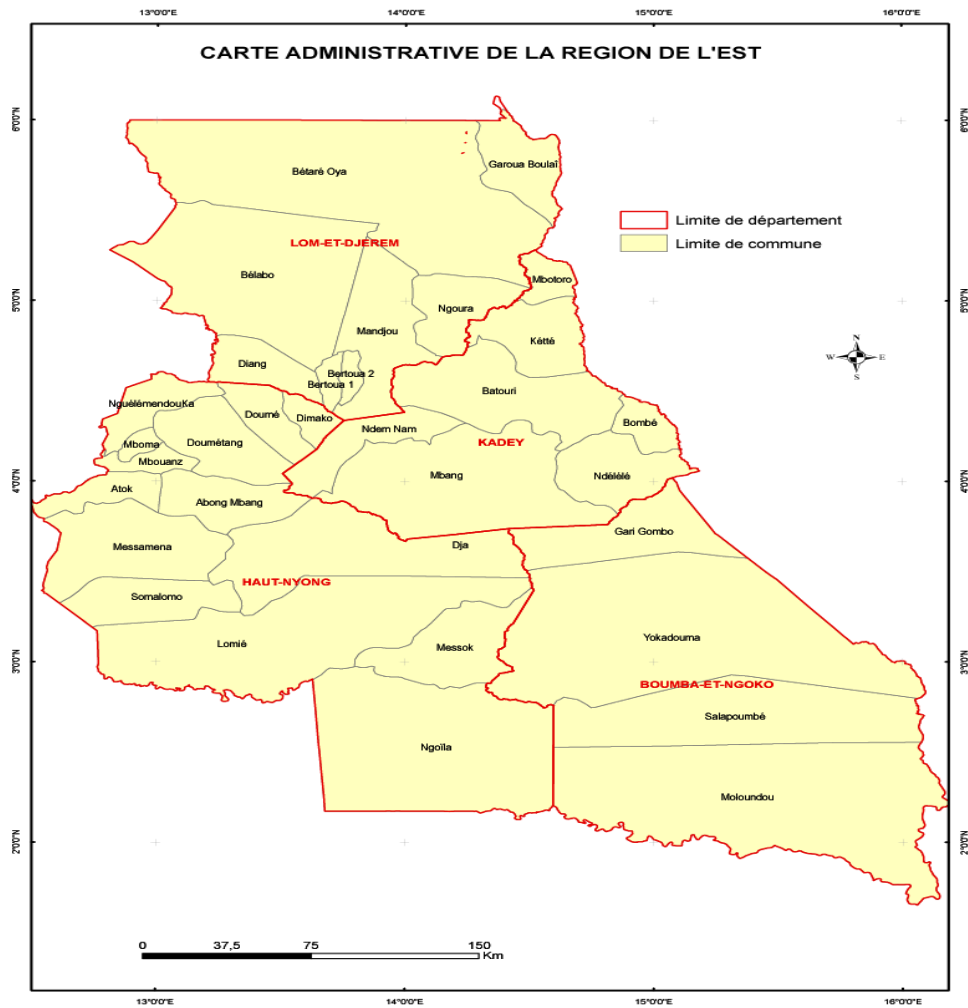 13°0'0"E 14°0'0"E 15°0'0"E 16°0'0"E
CARTE ADMINISTRATIVE DE LA REGION DE L'EST
6°0'0"N 6°0'0"N
Garoua Boulaï
Bétaré Oya
Limite de département
LOM-ET-DJEREM
Limite de commune
Bélabo
Mbotoro
5°0'0"N 5°0'0"N
Ngoura
Mandjou
Kétté
N
W E
S
Diang
Bertoua 2
Bertoua 1
Batouri
NguélémendouKa
Doumé
Dimako
Bombé
Ndem Nam
Mboma
Doumétang
KADEY
Mbouanz
Mbang
Ndélélé
4°0'0"N 4°0'0"N
Atok
Abong Mbang
Gari Gombo
Messamena
Dja
HAUT-NYONG
Somalomo
Lomié
Messok
Yokadouma
3°0'0"N 3°0'0"N
BOUMBA-ET-NGOKO
Salapoumbé
Ngoïla
Moloundou
2°0'0"N 2°0'0"N
0 37,5 75 150
Km
13°0'0"E 14°0'0"E 15°0'0"E 16°0'0"E